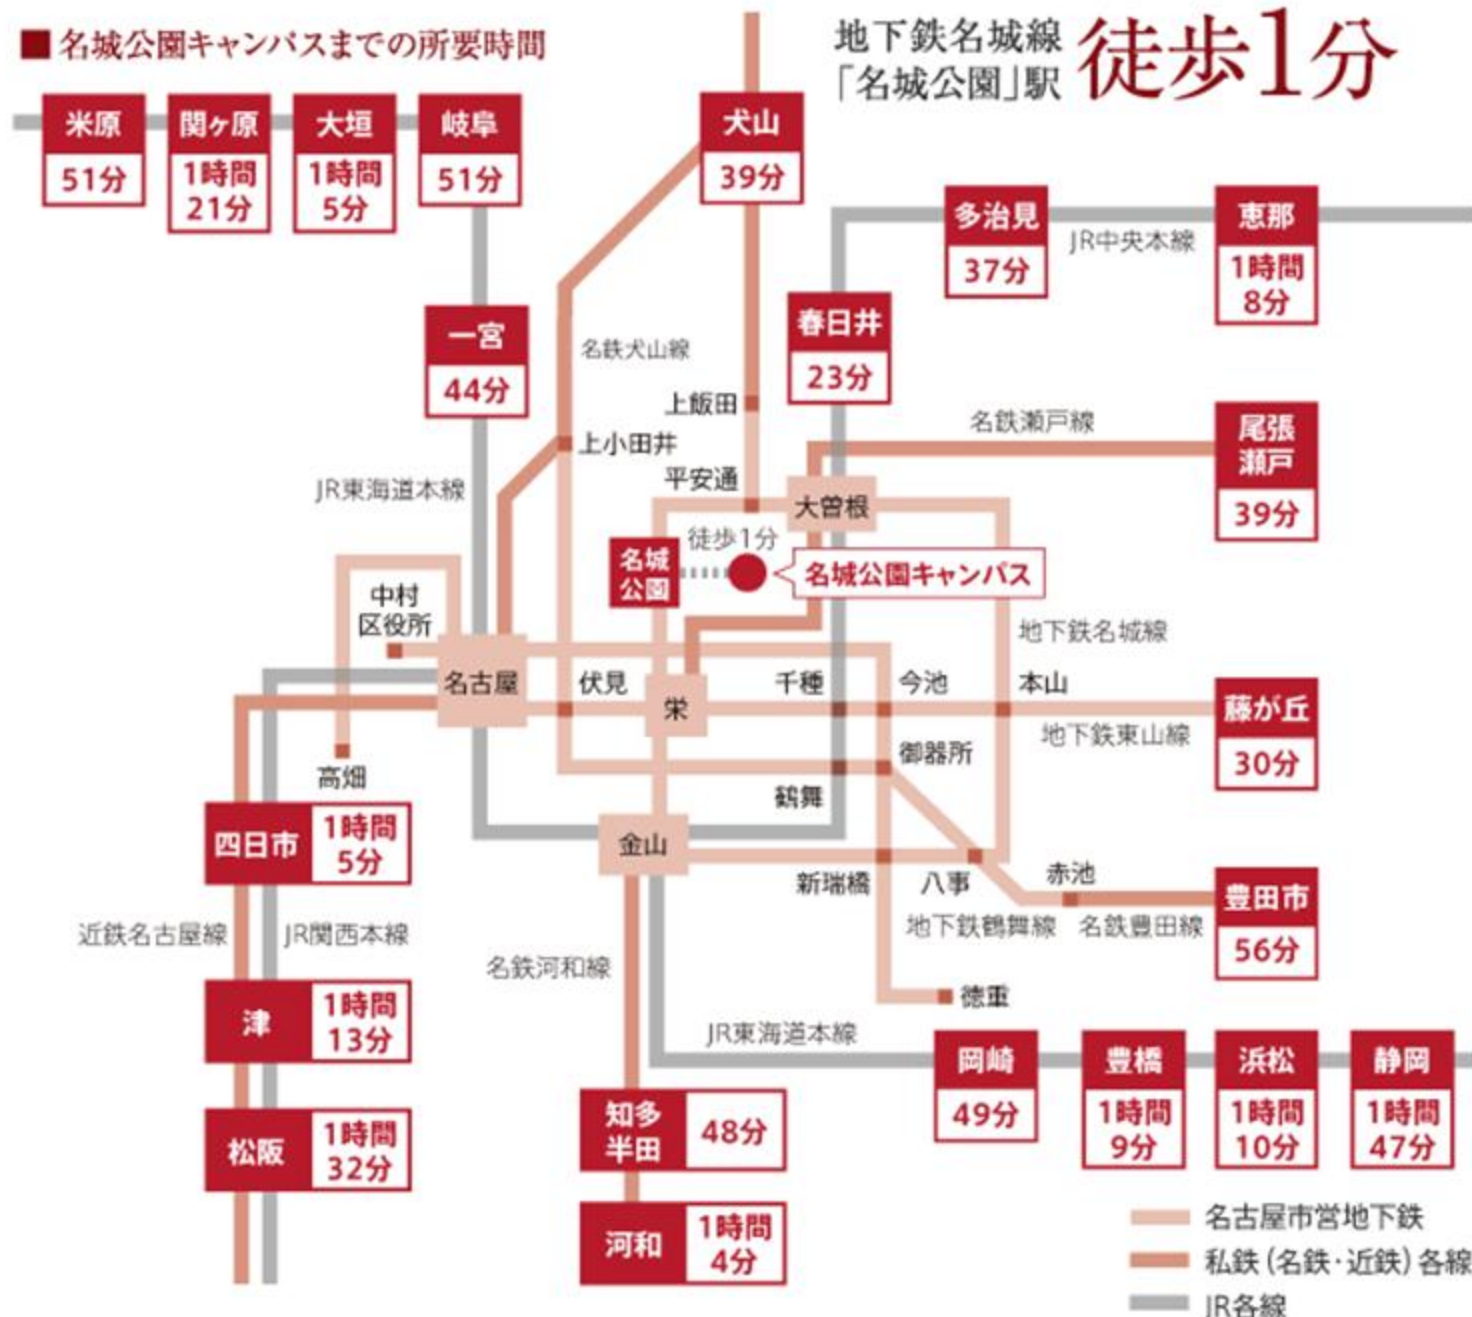 ■名城公園キャンパスまでの所要時間
地下鉄名城線
「名城公園」駅
徒歩1分
米原
51分
関ヶ原
1時間
21分
大垣
1時間
5分
岐阜
51分
犬山
39分
多治見
37分
JR中央本線
恵那
1時間
8分
一宮
44分
名鉄犬山線
春日井
23分
上飯田
名鉄瀬戸線
尾張
瀬戸
39分
上小田井
JR東海道本線
平安通
大曽根
徒歩1分
名城
公園
名城公園キャンパス
中村
区役所
地下鉄名城線
名古屋
伏見
栄
千種
今池
本山
藤が丘
30分
地下鉄東山線
御器所
高畑
鶴舞
四日市
1時間
5分
金山
新瑞橋
八事
赤池
豊田市
56分
地下鉄鶴舞線
名鉄豊田線
近鉄名古屋線
JR関西本線
名鉄河和線
徳重
津
1時間
13分
JR東海道本線
岡崎
49分
豊橋
1時間
9分
浜松
1時間
10分
静岡
1時間
47分
知多
半田
48分
松阪
1時間
32分
河和
1時間
4分
名古屋市営地下鉄
私鉄(名鉄・近鉄)各線
JR各線